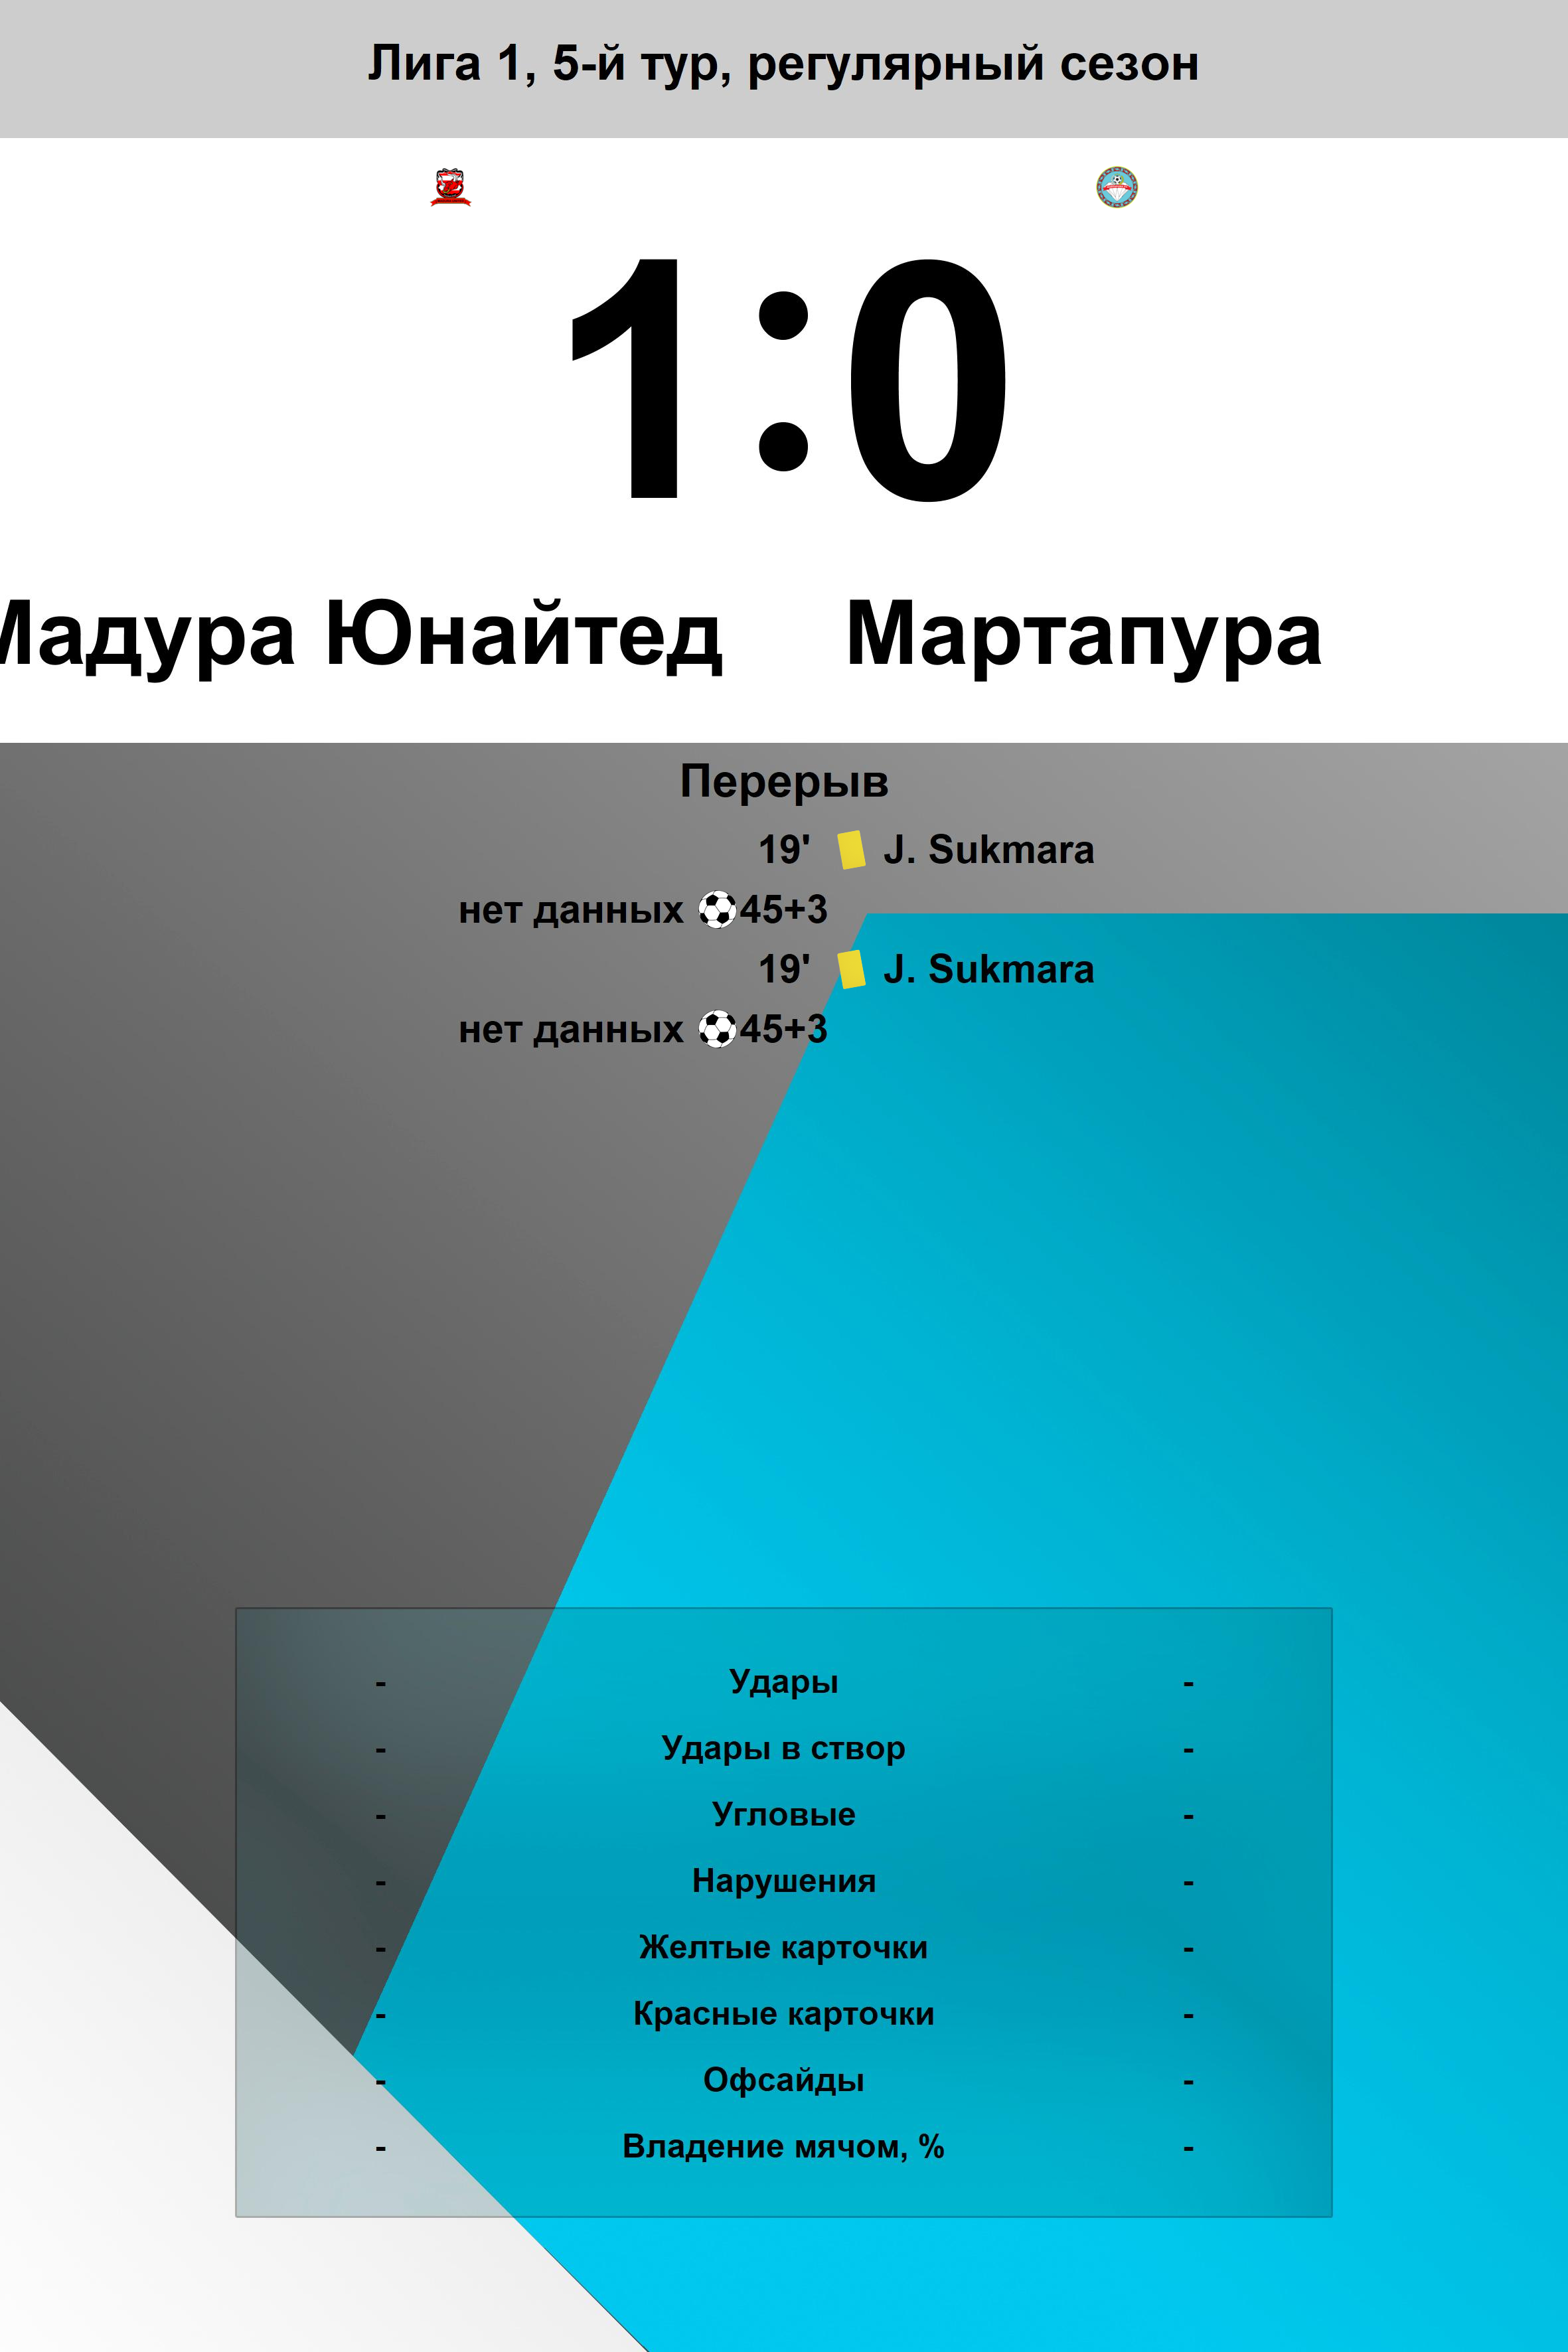 Лига 1, 5-й тур, регулярный сезон
1:0
Мадура Юнайтед Мартапура
Перерыв
19' J. Sukmara
нет данных 45+3
19' J. Sukmara
нет данных 45+3
- Удары -
- Удары в створ -
- Угловые -
- Нарушения -
- Желтые карточки -
- Красные карточки -
- Офсайды -
- Владение мячом, % -